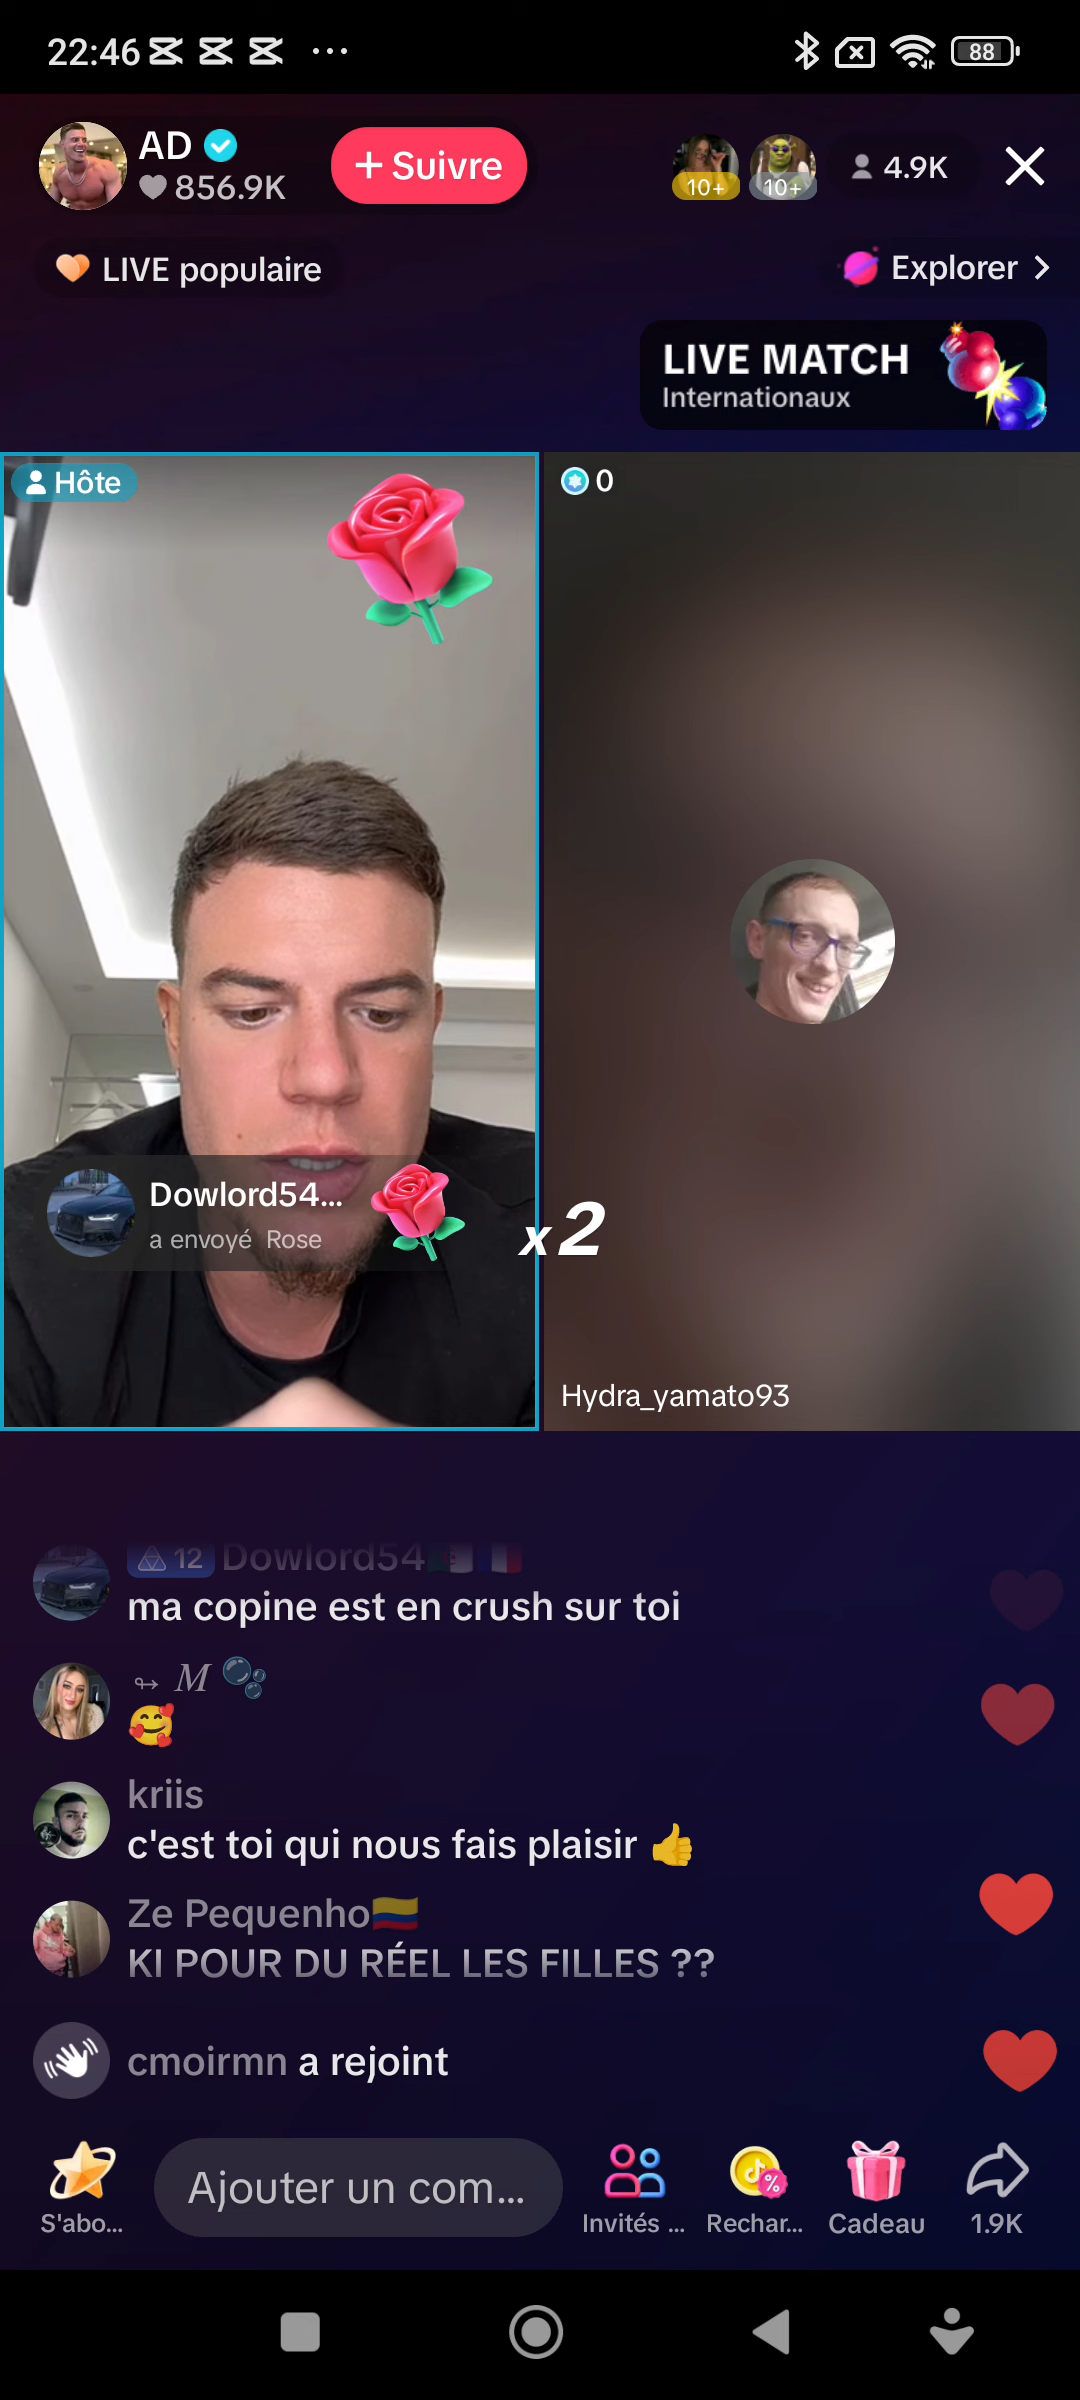 22:46
88
AD
856.9K
+ Suivre
10+
10+
4.9K
LIVE populaire
Explorer
LIVE MATCH
Internationaux
Hôte
0
Dowlord54...
a envoyé Rose
x2
Hydra_yamato93
12 Dowlord54
ma copine est en crush sur toi
M
kriis
c'est toi qui nous fais plaisir 👍
Ze Pequenho🇨🇴
KI POUR DU RÉEL LES FILLES ??
cmoirmn a rejoint
S'abo...
Ajouter un com...
Invités ...
Rechar...
Cadeau
1.9K